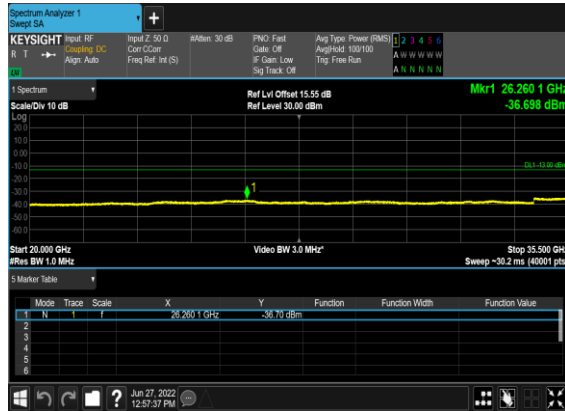 Spectrum Analyzer 1
Swept SA
KEYSIGHT Input: RF Input Z: 50 Ω #Atten: 30 dB PNO: Fast Avg Type: Power (RMS) 1 2 3 4 5 6
R T Coupling: DC Corr CCorr Gate: Off Avg|Hold: 100/100 A W W W W W
Align: Auto Freq Ref: Int (S) IF Gain: Low Trig: Free Run
LW Sig Track: Off A N N N N N
1 Spectrum Mkr1 26.260 1 GHz
Ref Lvl Offset 15.55 dB
Scale/Div 10 dB Ref Level 30.00 dBm -36.698 dBm
Log
20.0
10.0
0.00
-10.0
DL1 -13.00 dBm
-20.0
-30.0
1
-40.0
-50.0
-60.0
Start 20.000 GHz Video BW 3.0 MHz* Stop 35.500 GHz
#Res BW 1.0 MHz Sweep ~30.2 ms (40001 pts
5 Marker Table
Mode Trace Scale X Y Function Function Width Function Value
1 N 1 f 26.260 1 GHz -36.70 dBm
2
3
4
5
6
? Jun 27, 2022
12:57:37 PM